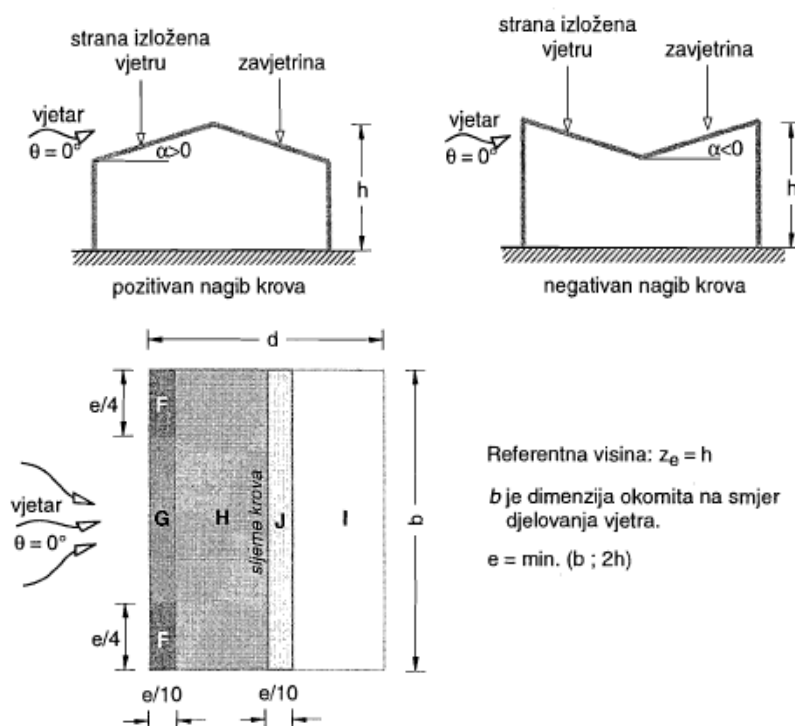 strana izložena
vjetru
zavjetrina
vjetar
θ = 0°
α>0
h
pozitivan nagib krova
strana izložena
vjetru
zavjetrina
vjetar
θ = 0°
α<0
h
negativan nagib krova
d
e/4
F
vjetar
θ = 0°
G
H
sljeme krova
J
I
b
e/4
F
e/10
e/10
Referentna visina: zₑ = h
b je dimenzija okomita na smjer
djelovanja vjetra.
e = min. (b ; 2h)